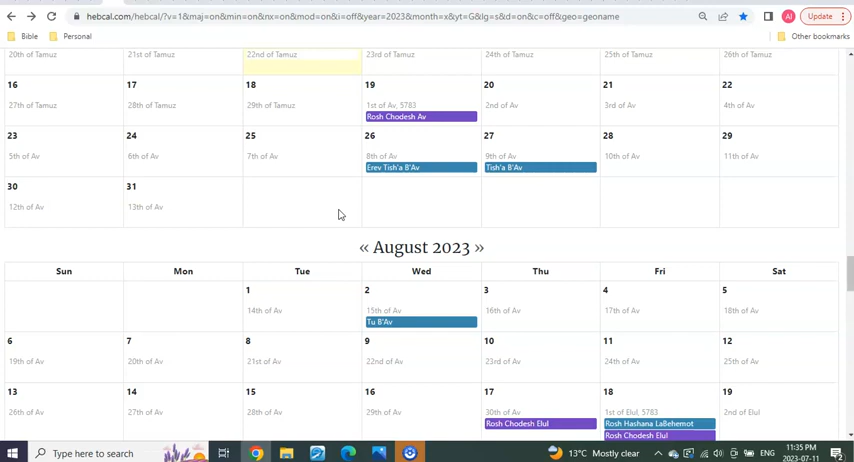 hebcal.com/hebcal/?v=1&maj=on&min=on&nx=on&mod=on&i=off&year=2023&month=x&yt=G&lg=s&d=on&c=off&geo=geoname
AI
Update
Bible Personal Other bookmarks
20th of Tamuz 21st of Tamuz 22nd of Tamuz 23rd of Tamuz 24th of Tamuz 25th of Tamuz 26th of Tamuz
16 17 18 19 20 21 22
27th of Tamuz 28th of Tamuz 29th of Tamuz 1st of Av, 5783 2nd of Av 3rd of Av 4th of Av
Rosh Chodesh Av
23 24 25 26 27 28 29
5th of Av 6th of Av 7th of Av 8th of Av 9th of Av 10th of Av 11th of Av
Erev Tish'a B'Av Tish'a B'Av
30 31
12th of Av 13th of Av
« August 2023 »
Sun Mon Tue Wed Thu Fri Sat
1 2 3 4 5
14th of Av 15th of Av 16th of Av 17th of Av 18th of Av
Tu B'Av
6 7 8 9 10 11 12
19th of Av 20th of Av 21st of Av 22nd of Av 23rd of Av 24th of Av 25th of Av
13 14 15 16 17 18 19
26th of Av 27th of Av 28th of Av 29th of Av 30th of Av 1st of Elul, 5783 2nd of Elul
Rosh Chodesh Elul Rosh Hashana LaBehemot
Rosh Chodesh Elul
Type here to search
13°C Mostly clear
ENG
11:35 PM
2023-07-11
2